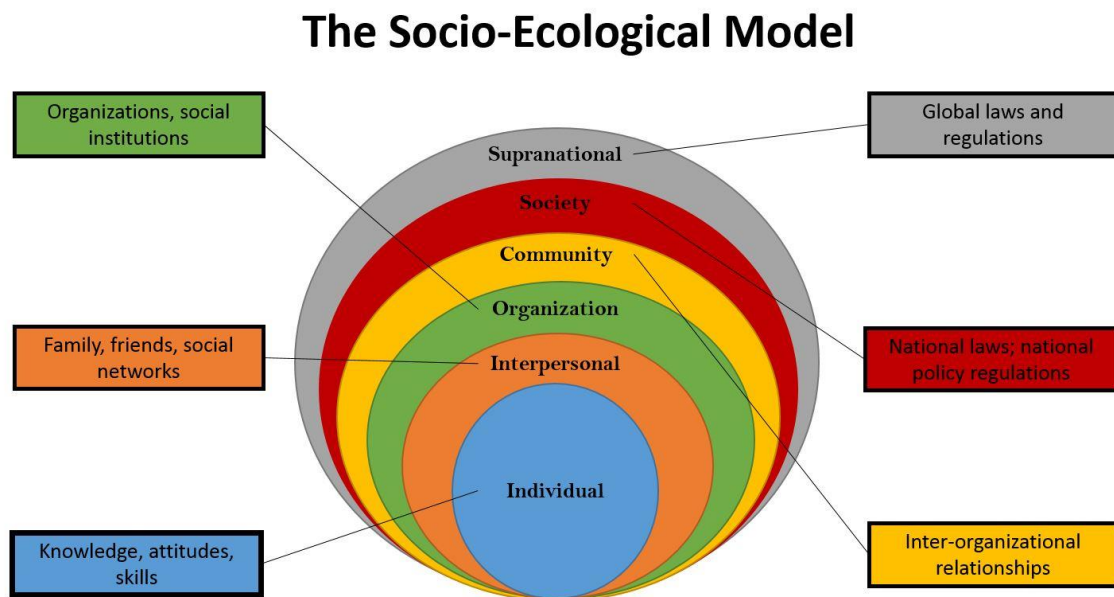 The Socio-Ecological Model
Organizations, social
institutions
Global laws and
regulations
Supranational
Society
Community
Organization
Family, friends, social
networks
Interpersonal
National laws; national
policy regulations
Individual
Knowledge, attitudes,
skills
Inter-organizational
relationships